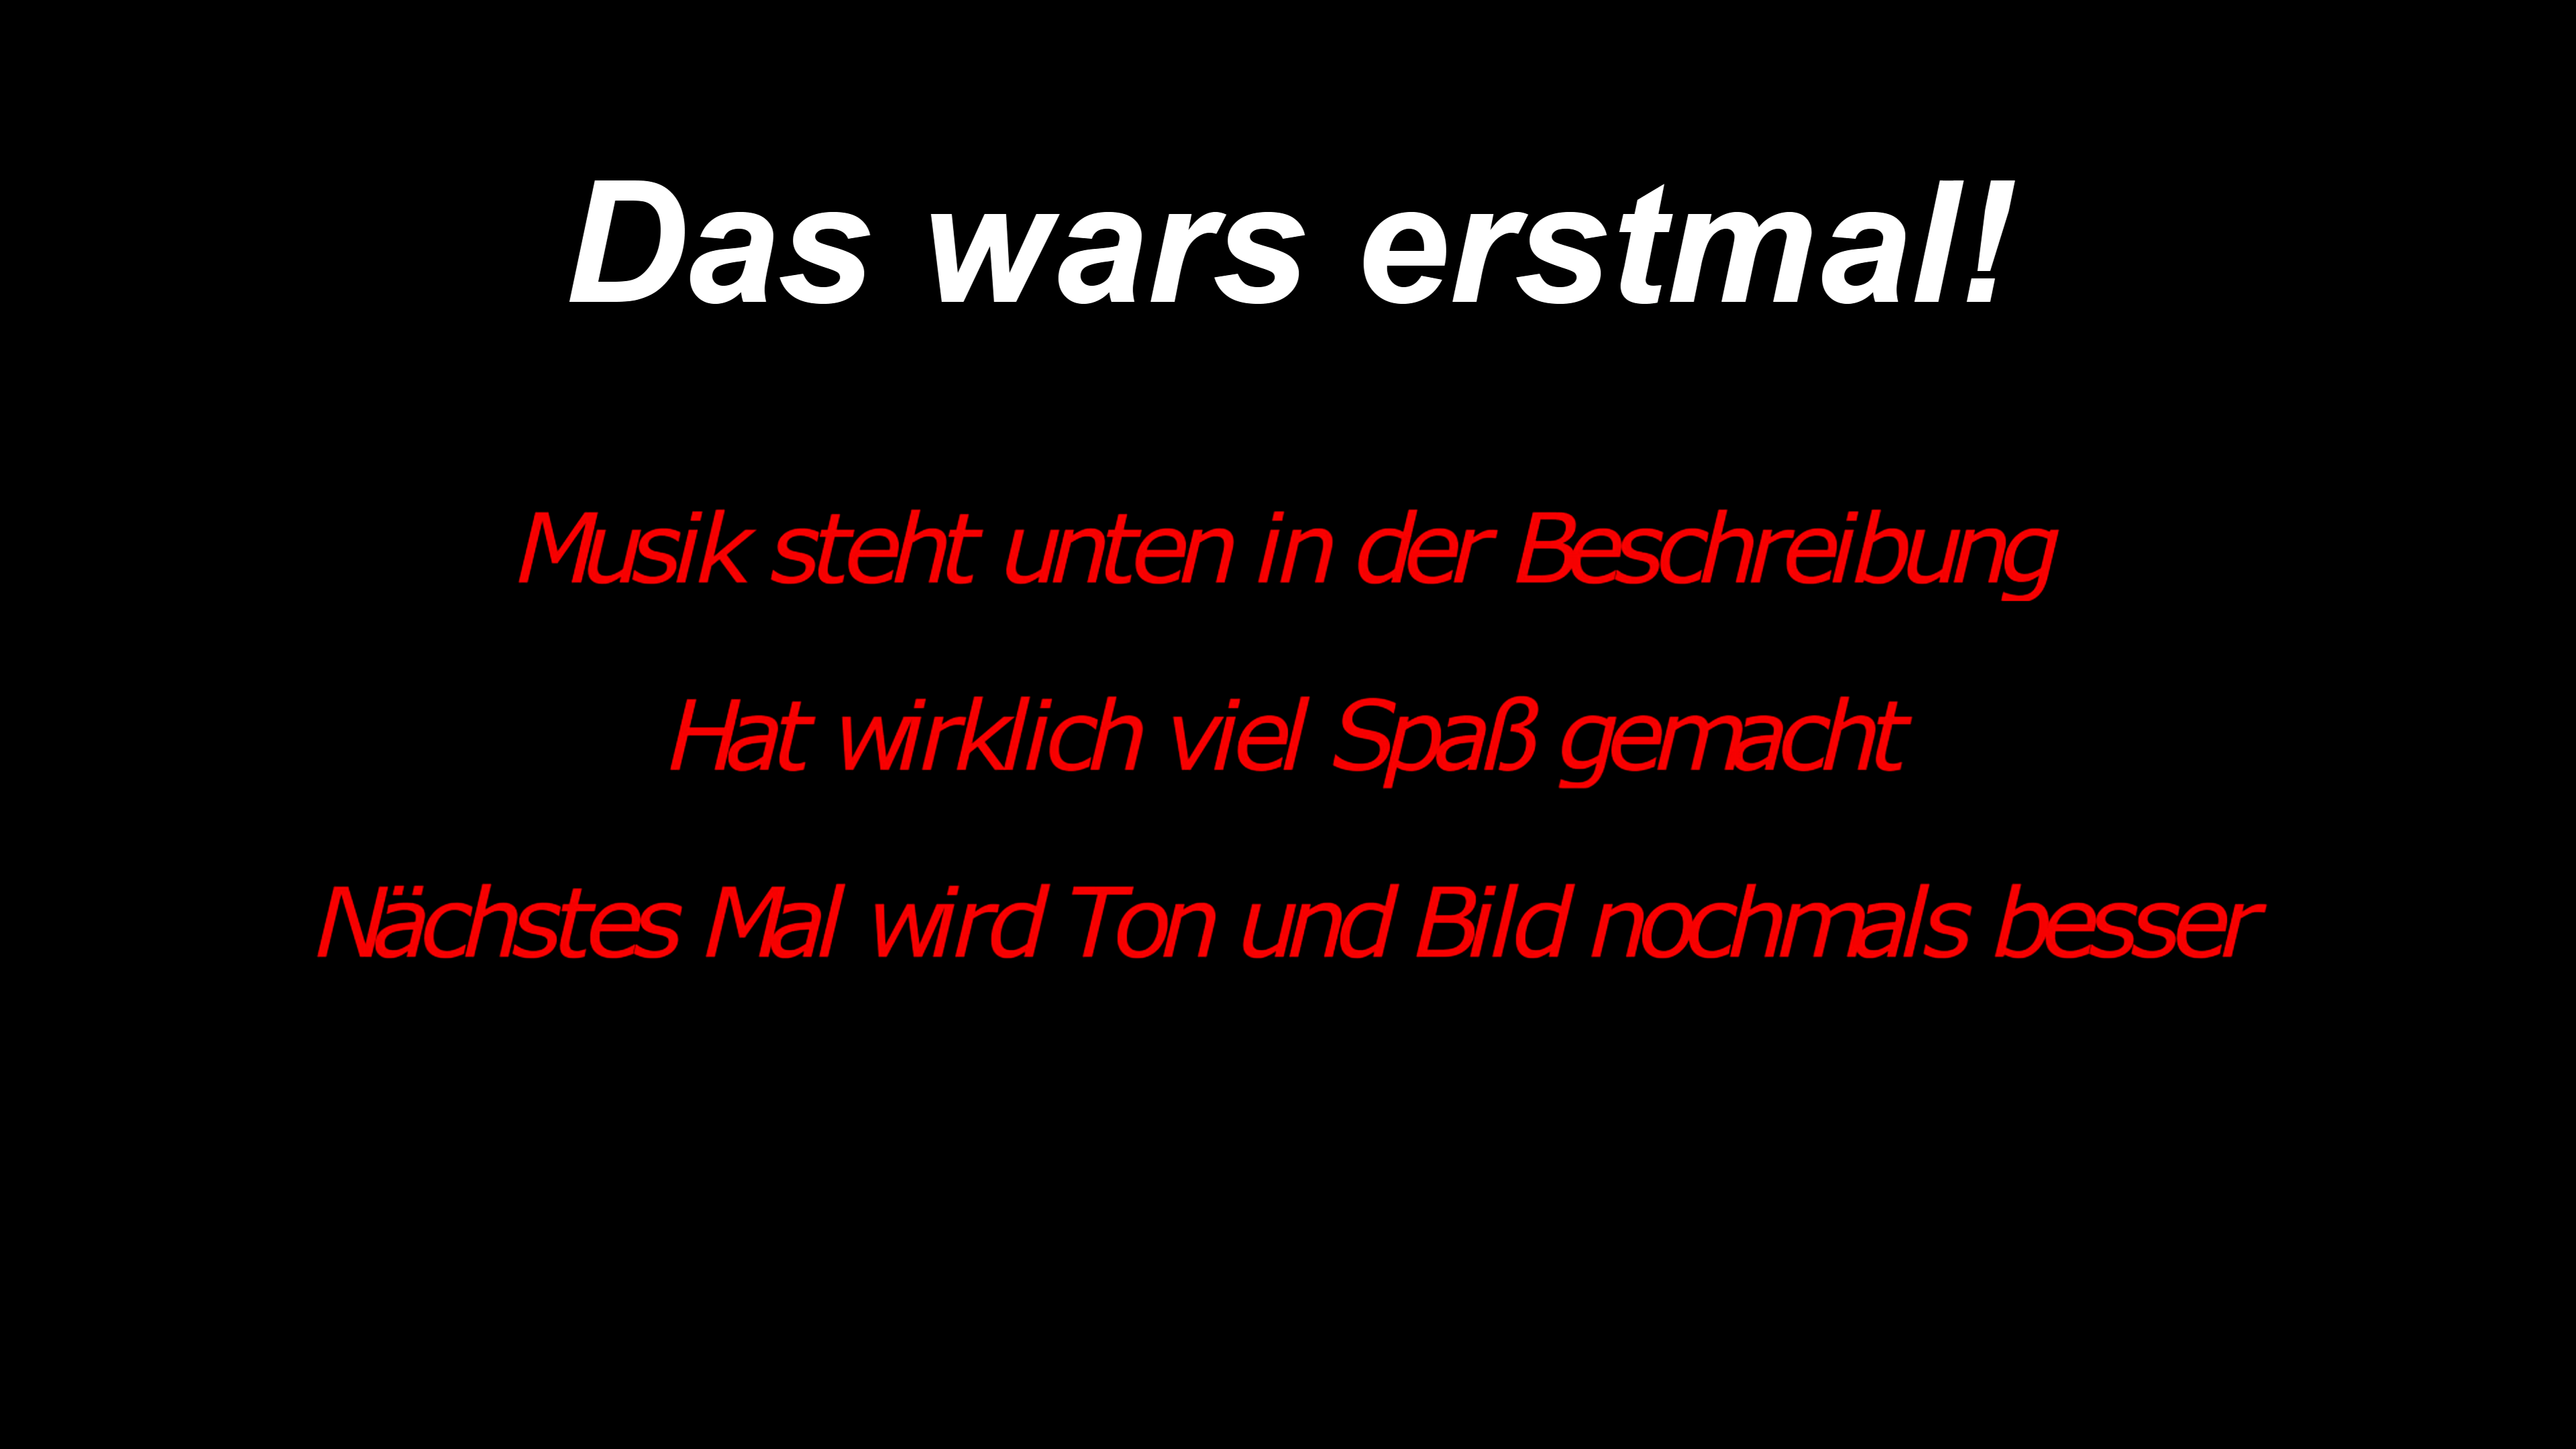 Das wars erstmal!
Musik steht unten in der Beschreibung
Hat wirklich viel Spaß gemacht
Nächstes Mal wird Ton und Bild nochmals besser